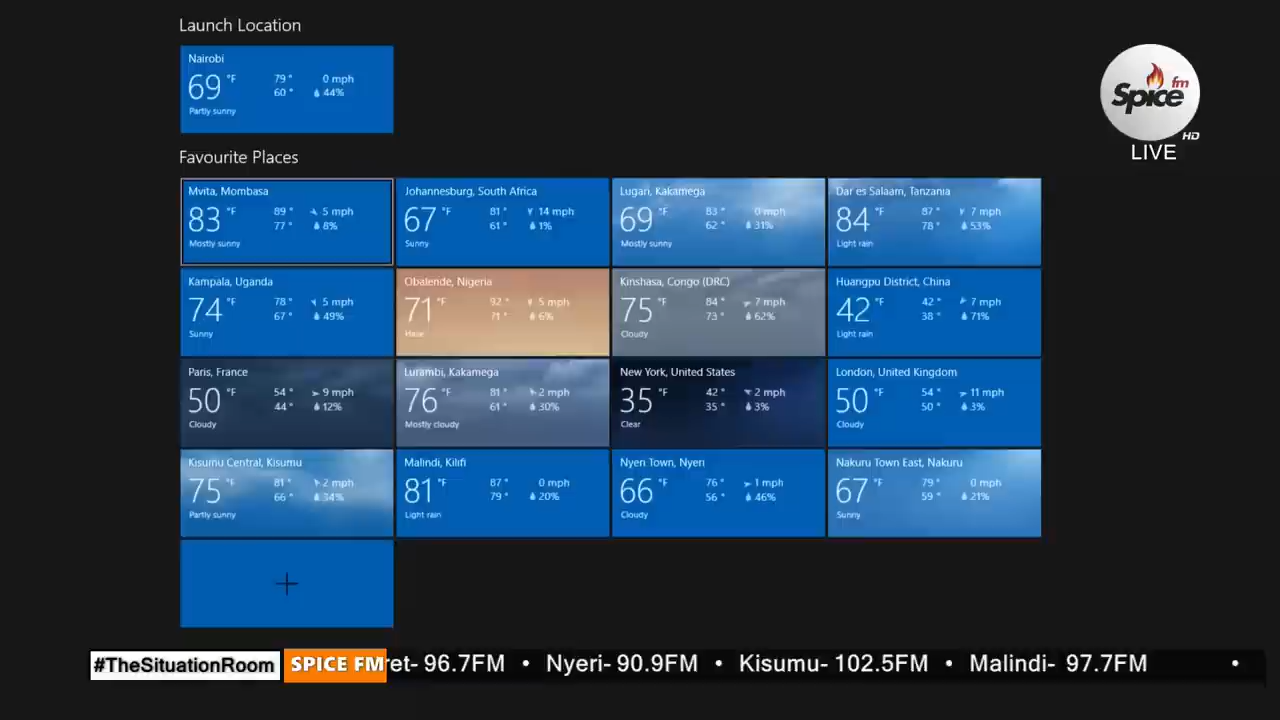 Launch Location
Nairobi
69 °F 79 ° 0 mph
60 ° 44%
Partly sunny
Spice fm
HD
LIVE
Favourite Places
Mvita, Mombasa
83 °F 89 ° 5 mph
77 ° 8%
Mostly sunny
Johannesburg, South Africa
67 °F 81 ° 14 mph
61 ° 1%
Sunny
Lugari, Kakamega
69 °F 83 ° 0 mph
62 ° 31%
Mostly sunny
Dar es Salaam, Tanzania
84 °F 87 ° 7 mph
78 ° 53%
Light rain
Kampala, Uganda
74 °F 78 ° 5 mph
67 ° 49%
Sunny
Obalende, Nigeria
71 °F 92 ° 5 mph
71 ° 6%
Haze
Kinshasa, Congo (DRC)
75 °F 84 ° 7 mph
73 ° 62%
Cloudy
Huangpu District, China
42 °F 42 ° 7 mph
38 ° 71%
Light rain
Paris, France
50 °F 54 ° 9 mph
44 ° 12%
Cloudy
Lurambi, Kakamega
76 °F 81 ° 2 mph
61 ° 30%
Mostly cloudy
New York, United States
35 °F 42 ° 2 mph
35 ° 3%
Clear
London, United Kingdom
50 °F 54 ° 11 mph
50 ° 3%
Cloudy
Kisumu Central, Kisumu
75 °F 81 ° 2 mph
66 ° 34%
Partly sunny
Malindi, Kilifi
81 °F 87 ° 0 mph
79 ° 20%
Light rain
Nyeri Town, Nyeri
66 °F 76 ° 1 mph
56 ° 46%
Cloudy
Nakuru Town East, Nakuru
67 °F 79 ° 0 mph
59 ° 21%
Sunny
#TheSituationRoom SPICE FM ret- 96.7FM • Nyeri- 90.9FM • Kisumu- 102.5FM • Malindi- 97.7FM •